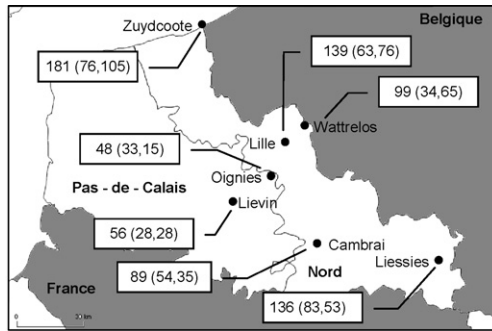 Zuydcoote
Belgique
139 (63,76)
181 (76,105)
99 (34,65)
Wattrelos
Lille
48 (33,15)
Oignies
Pas - de - Calais
Lievin
56 (28,28)
Cambrai
Liessies
89 (54,35)
Nord
France
136 (83,53)
0